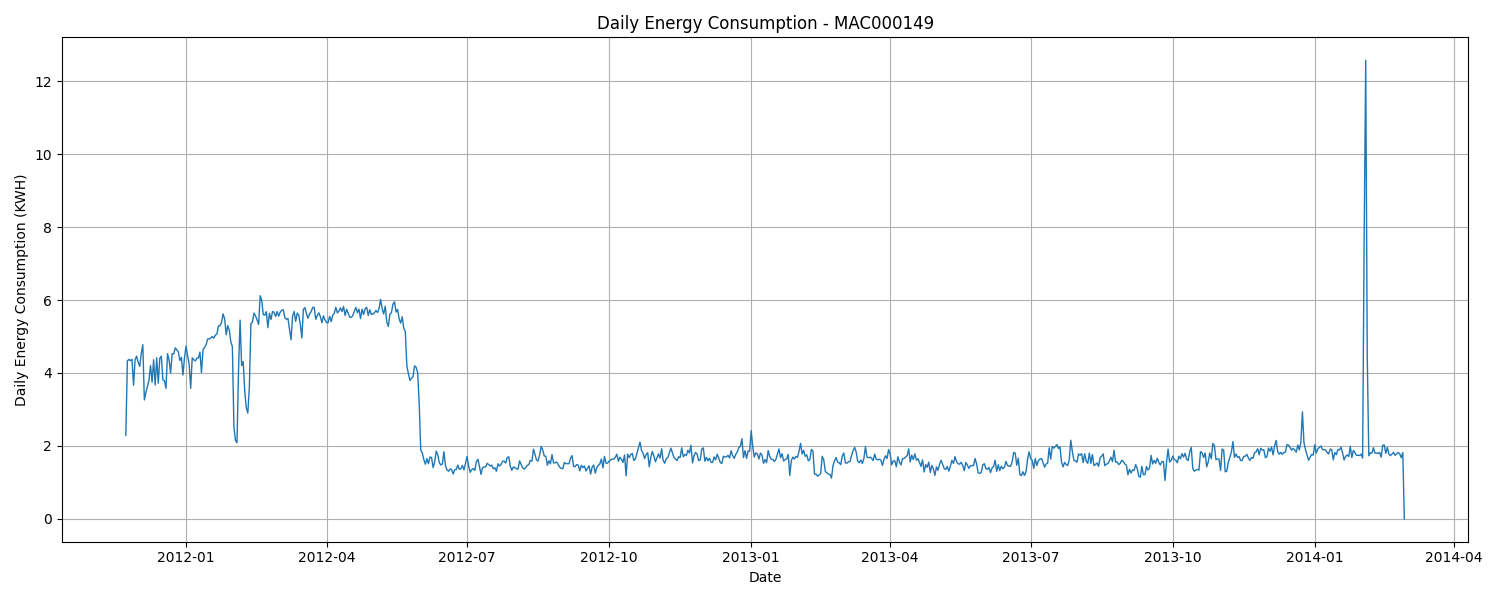 Daily Energy Consumption - MAC000149
Daily Energy Consumption (KWH)
12
10
8
6
4
2
0
2012-01 2012-04 2012-07 2012-10 2013-01 2013-04 2013-07 2013-10 2014-01 2014-04
Date